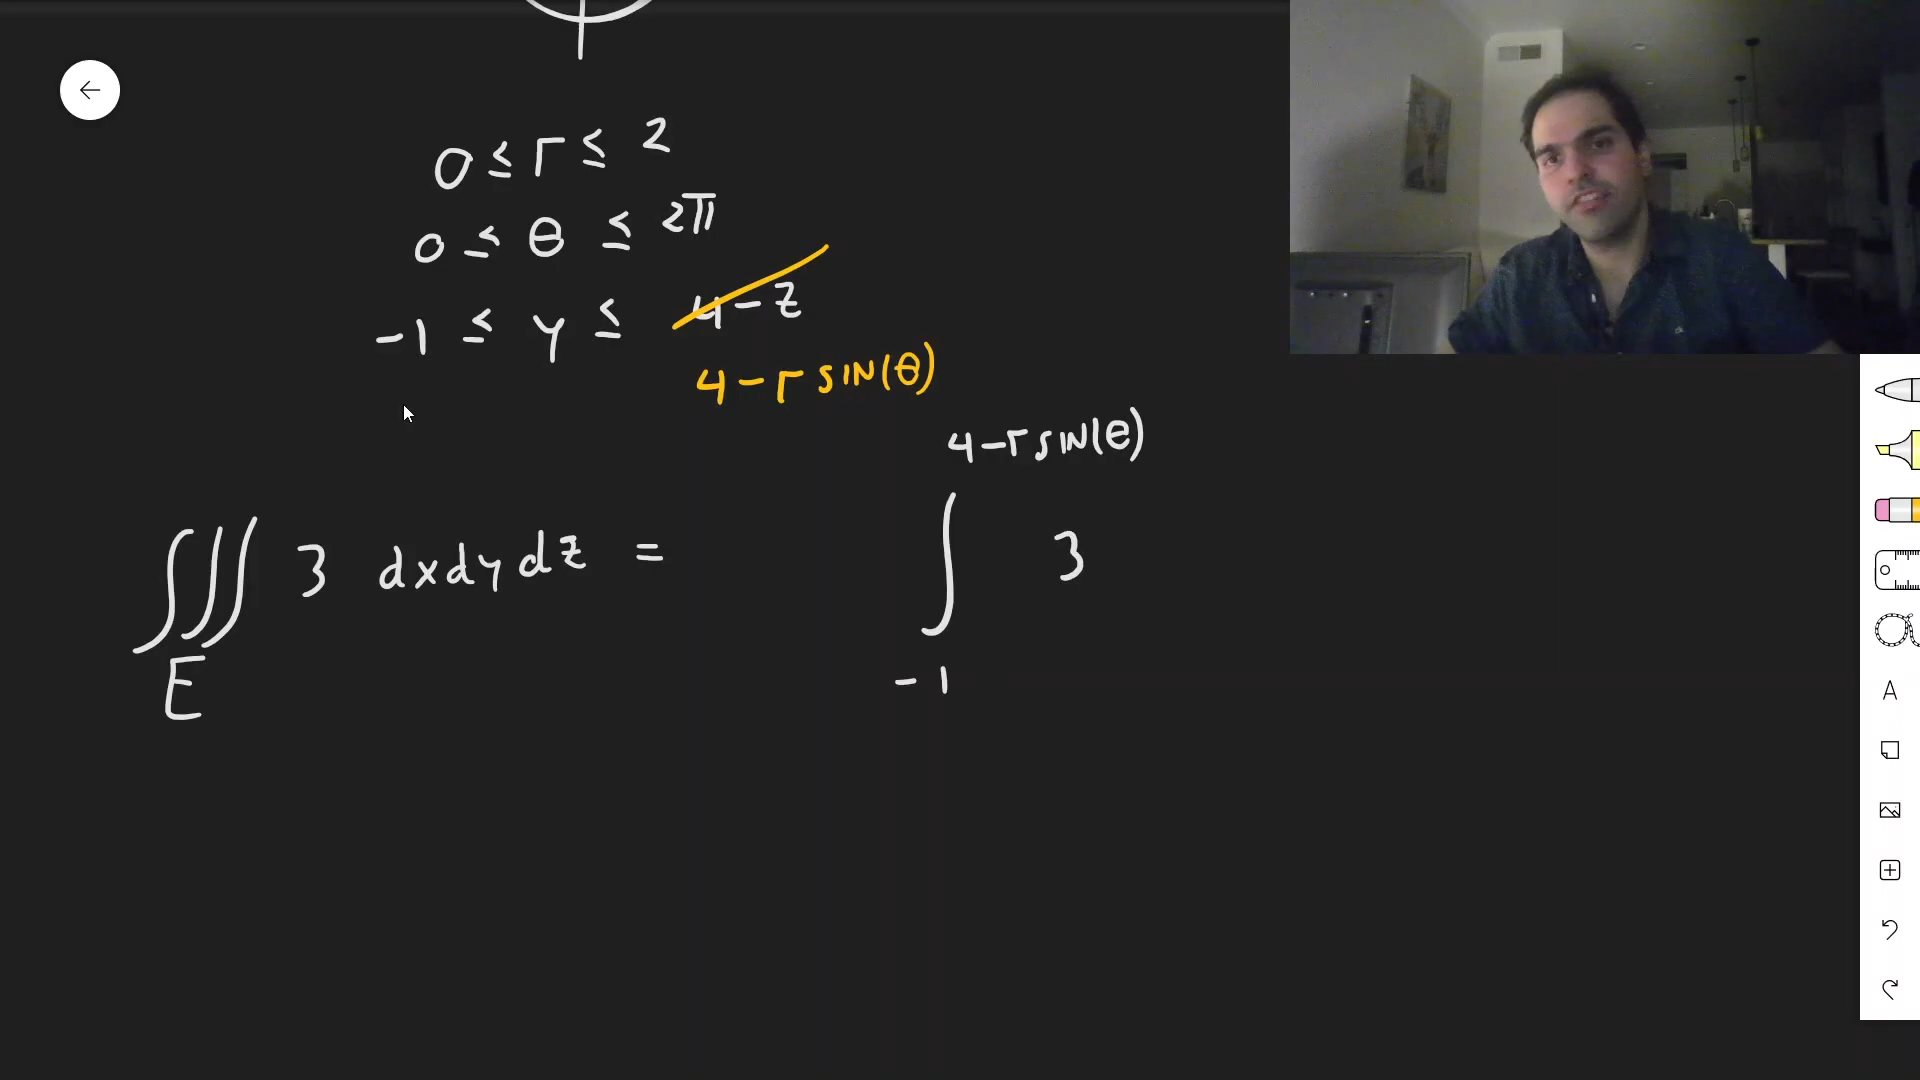 0 ≤ r ≤ 2
0 ≤ θ ≤ 2π
-1 ≤ y ≤ 4-z
4-r SIN(θ)
4-r SIN(θ)
∭ 3 dxdydz = ∫ 3
E -1
A